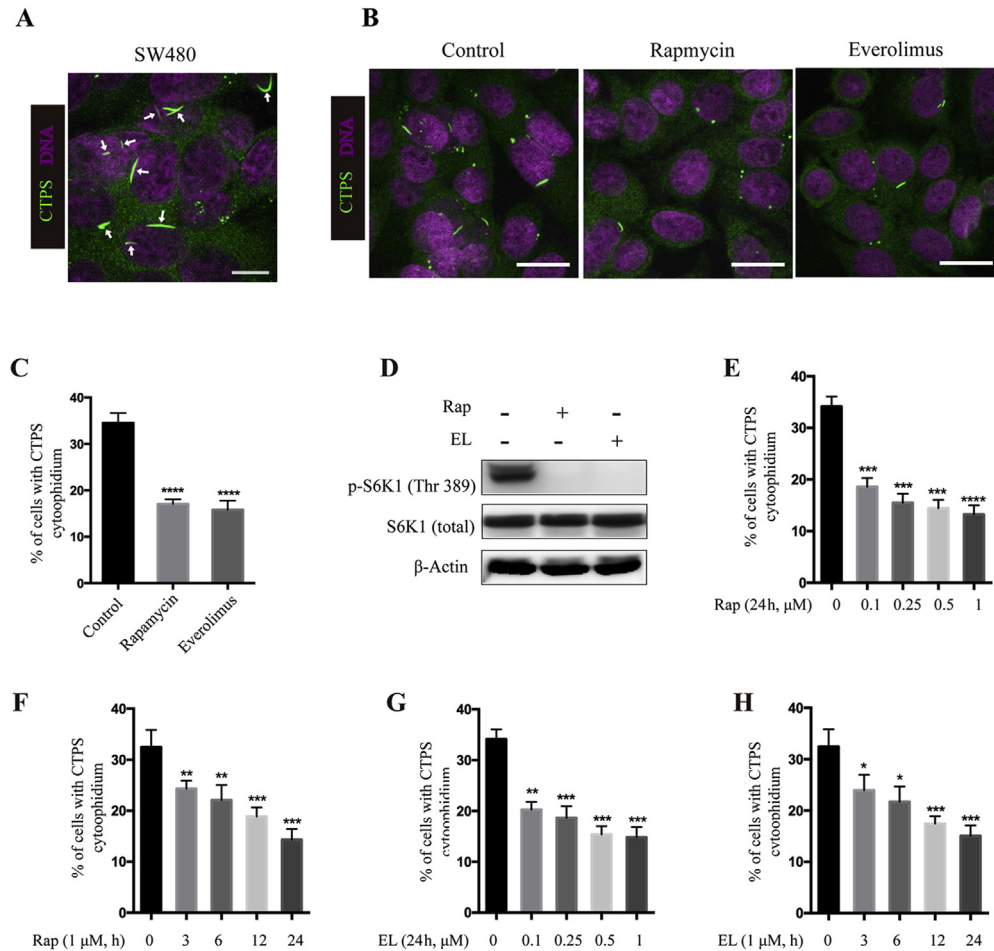 A
SW480
CTPS DNA
B
Control
Rapmycin
Everolimus
CTPS DNA
C
% of cells with CTPS
cytoophidium
40
30
20
10
0
****
****
Control
Rapamycin
Everolimus
D
Rap - + -
EL - - +
p-S6K1 (Thr 389)
S6K1 (total)
β-Actin
E
% of cells with CTPS
cytoophidium
40
30
20
10
0
***
***
***
****
Rap (24h, μM) 0 0.1 0.25 0.5 1
F
% of cells with CTPS
cytoophidium
40
30
20
10
0
**
**
***
***
Rap (1 μM, h) 0 3 6 12 24
G
% of cells with CTPS
cytoophidium
40
30
20
10
0
**
***
***
***
EL (24h, μM) 0 0.1 0.25 0.5 1
H
% of cells with CTPS
cytoophidium
40
30
20
10
0
*
*
***
***
EL (1 μM, h) 0 3 6 12 24